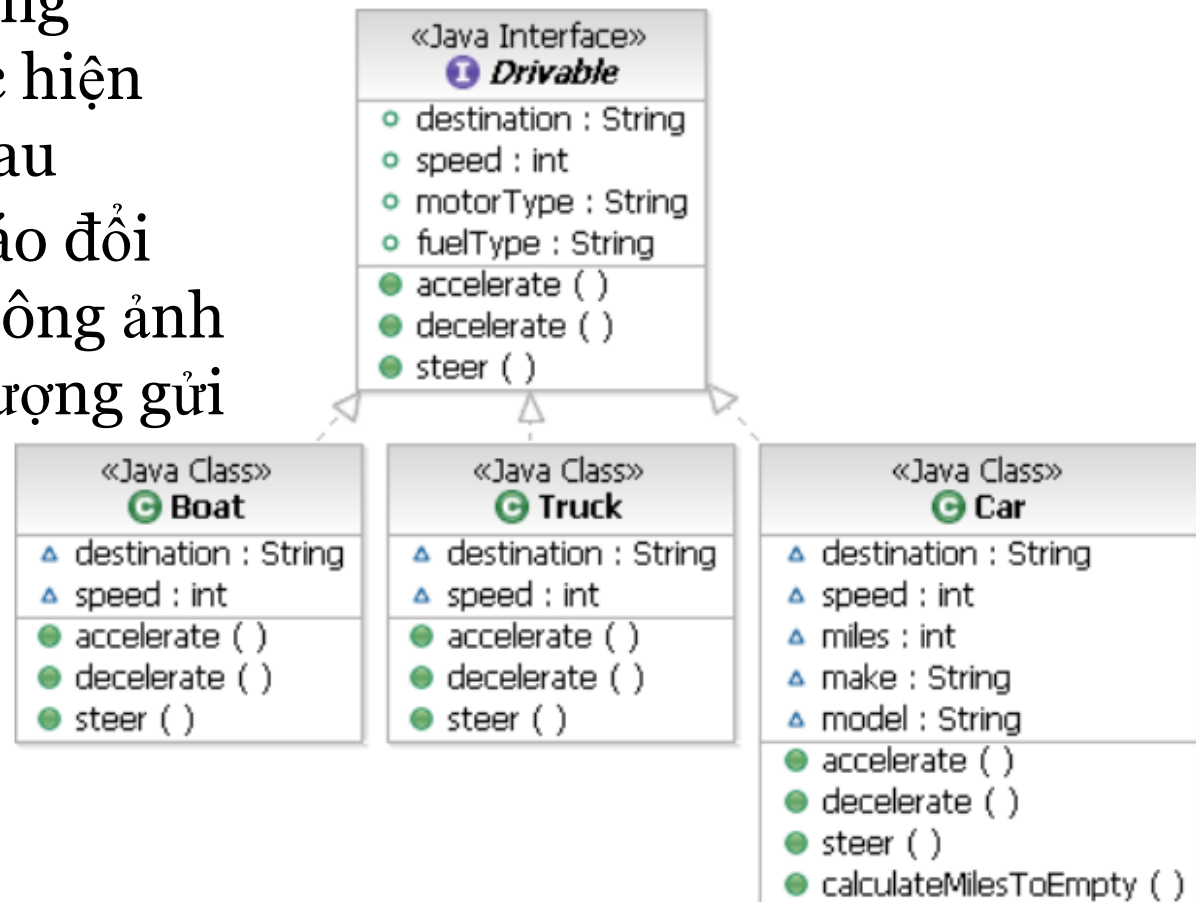 ng
hiện
au
áo đổi
ông ảnh
ượng gửi
«Java Interface»
I Drivable
destination : String
speed : int
motorType : String
fuelType : String
accelerate ( )
decelerate ( )
steer ( )
«Java Class»
C Boat
destination : String
speed : int
accelerate ( )
decelerate ( )
steer ( )
«Java Class»
C Truck
destination : String
speed : int
accelerate ( )
decelerate ( )
steer ( )
«Java Class»
C Car
destination : String
speed : int
miles : int
make : String
model : String
accelerate ( )
decelerate ( )
steer ( )
calculateMilesToEmpty ( )